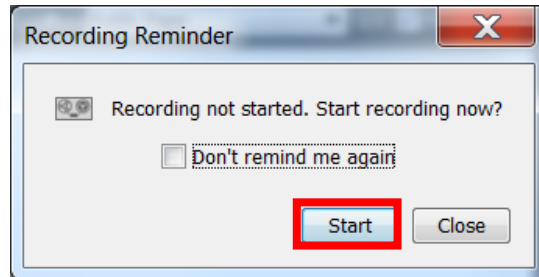 Recording Reminder
Recording not started. Start recording now?
Don't remind me again
Start Close